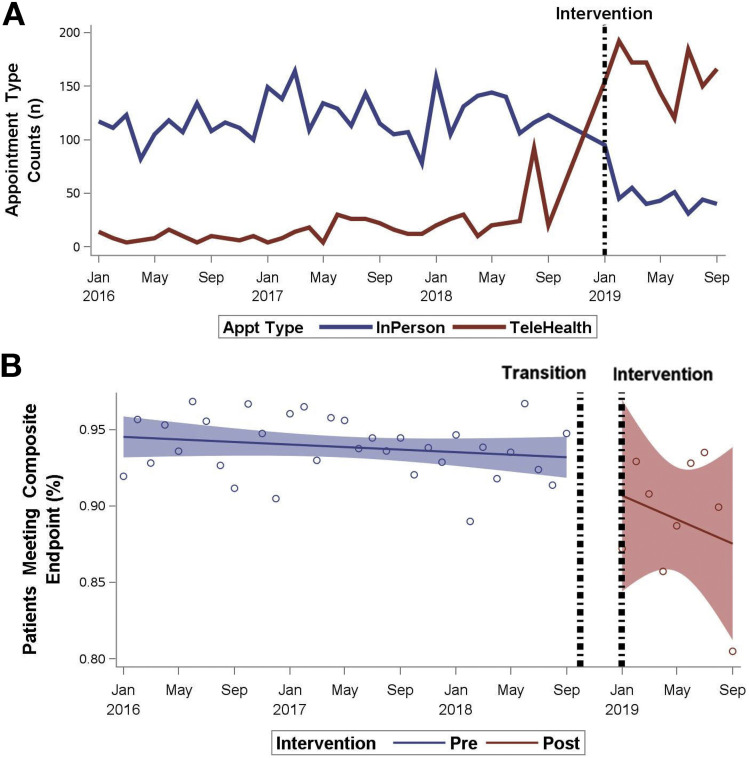 A
Intervention
Appointment Type
Counts (n)
200
150
100
50
0
Jan May Sep Jan May Sep Jan May Sep Jan May Sep
2016 2017 2018 2019
Appt Type InPerson TeleHealth
B
Transition Intervention
Patients Meeting Composite
Endpoint (%)
0.95
0.90
0.85
0.80
Jan May Sep Jan May Sep Jan May Sep Jan May Sep
2016 2017 2018 2019
Intervention Pre Post